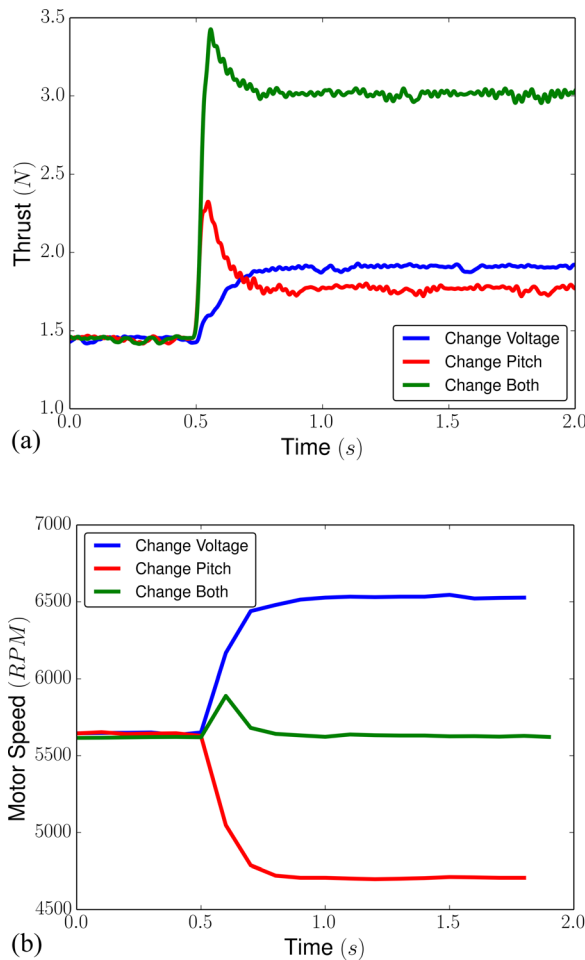 3.5
3.0
2.5
2.0
1.5
1.0
Thrust (N)
Change Voltage
Change Pitch
Change Both
0.0 0.5 1.0 1.5 2.0
Time (s)
(a)
7000
6500
6000
5500
5000
4500
Motor Speed (RPM)
Change Voltage
Change Pitch
Change Both
0.0 0.5 1.0 1.5 2.0
Time (s)
(b)